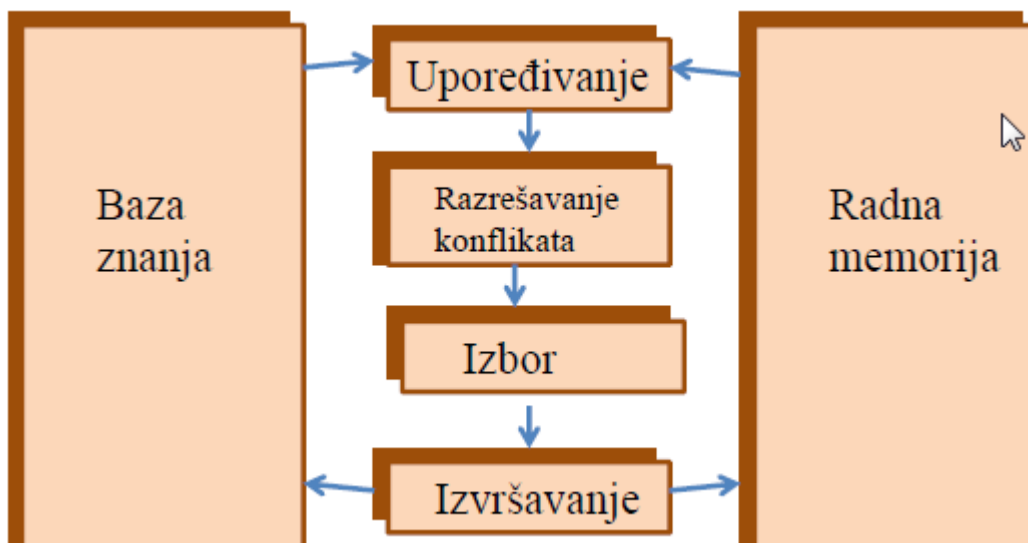 Baza
znanja
Upoređivanje
Razrešavanje
konflikata
Izbor
Izvršavanje
Radna
memorija